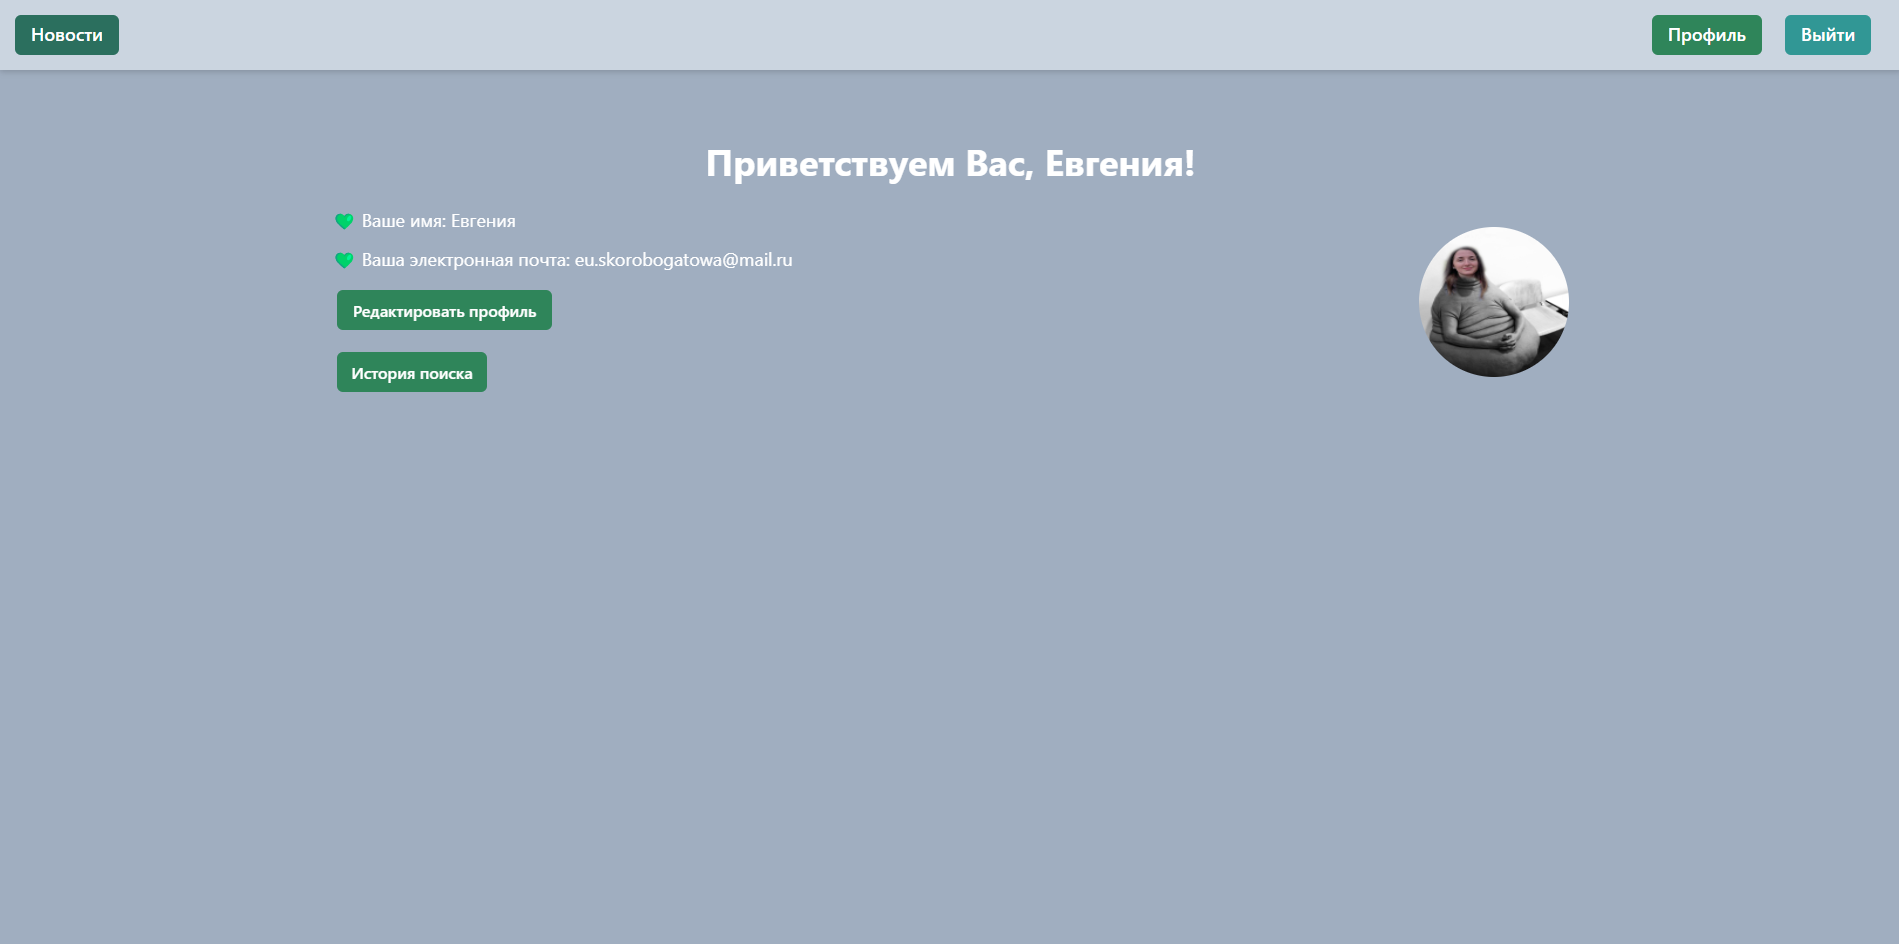 Новости
Профиль
Выйти
Приветствуем Вас, Евгения!
💚 Ваше имя: Евгения
💚 Ваша электронная почта: eu.skorobogatowa@mail.ru
Редактировать профиль
История поиска